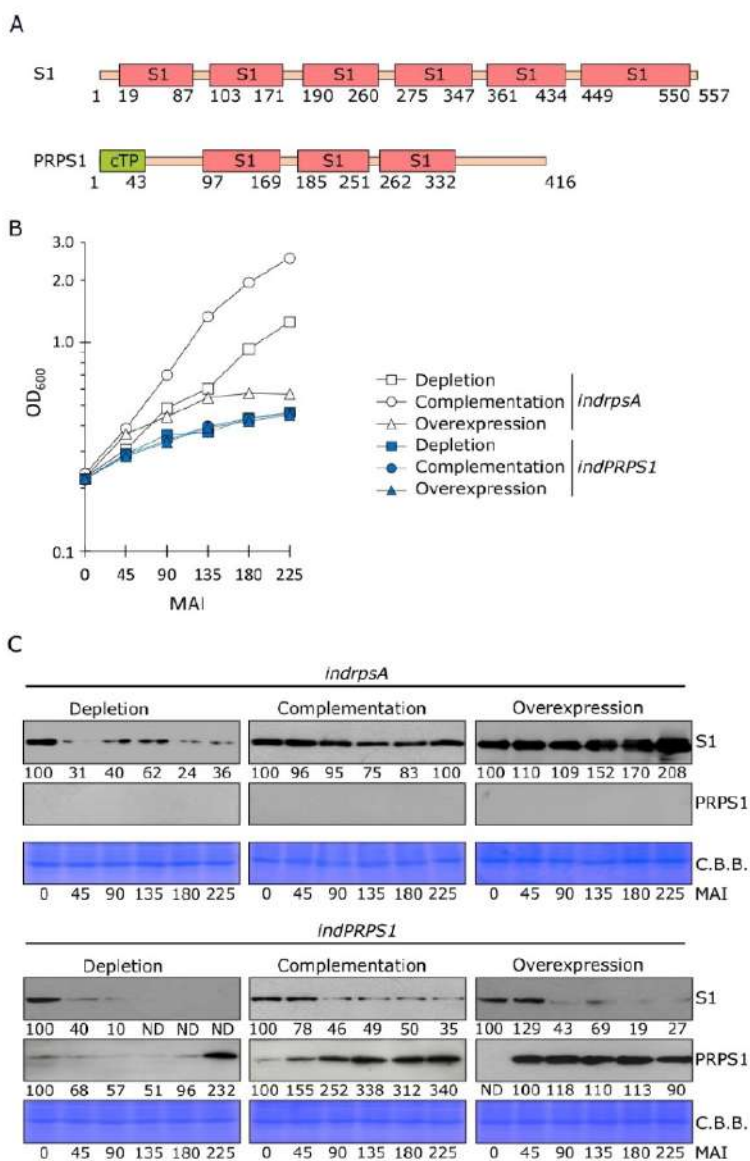 A
S1 S1 S1 S1 S1 S1 S1
1 19 87 103 171 190 260 275 347 361 434 449 550 557
PRPS1 cTP S1 S1 S1
1 43 97 169 185 251 262 332 416
B
3.0
2.0
1.0
0.1
OD600
0 45 90 135 180 225
MAI
Depletion
Complementation
Overexpression
indrpsA
Depletion
Complementation
Overexpression
indPRPS1
C
indrpsA
Depletion Complementation Overexpression
S1
100 31 40 62 24 36 100 96 95 75 83 100 100 110 109 152 170 208
PRPS1
C.B.B.
0 45 90 135 180 225 0 45 90 135 180 225 0 45 90 135 180 225 MAI
indPRPS1
Depletion Complementation Overexpression
S1
100 40 10 ND ND ND 100 78 46 49 50 35 100 129 43 69 19 27
PRPS1
100 68 57 51 96 232 100 155 252 338 312 340 ND 100 118 110 113 90
C.B.B.
0 45 90 135 180 225 0 45 90 135 180 225 0 45 90 135 180 225 MAI